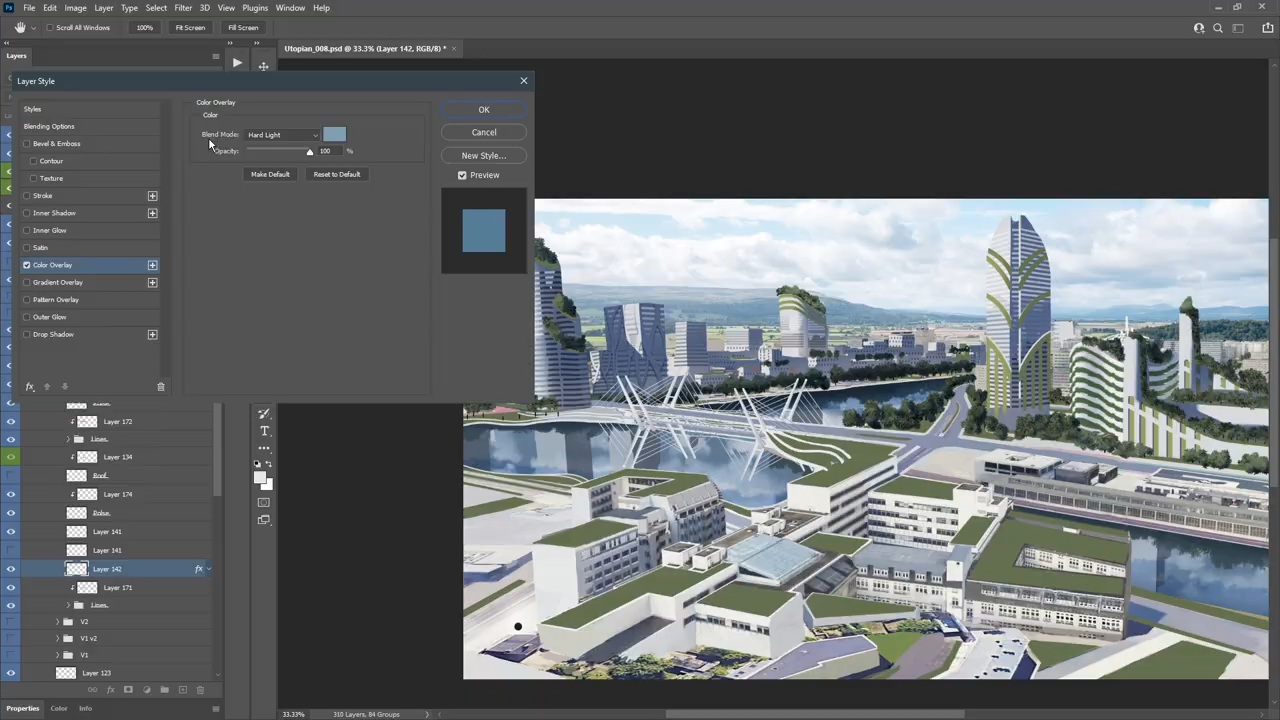 Ps File Edit Image Layer Type Select Filter 3D View Plugins Window Help
Scroll All Windows 100% Fit Screen Fill Screen
Layers
Utopian_008.psd @ 33.3% (Layer 142, RGB/8) *
Layer Style
Styles
Blending Options
Bevel & Emboss
Contour
Texture
Stroke
Inner Shadow
Inner Glow
Satin
Color Overlay
Gradient Overlay
Pattern Overlay
Outer Glow
Drop Shadow
fx
Color Overlay
Color
Blend Mode: Hard Light
Opacity: 100 %
Make Default Reset to Default
OK
Cancel
New Style...
Preview
Layer 172
Lines
Layer 134
Roof
Layer 174
Layer 141
Layer 141
Layer 142 fx
Layer 171
Lines
V2
V1 v2
V1
Layer 123
fx
T
Properties Color Info
33.33% 310 Layers, 84 Groups